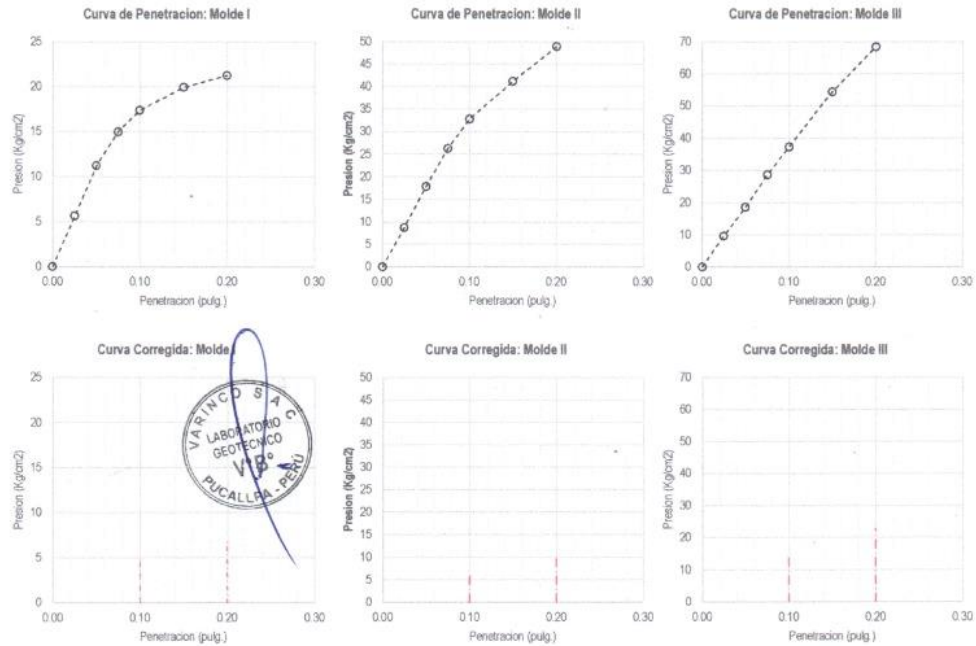 Curva de Penetracion: Molde I
Presion (Kg/cm2)
25
20
15
10
5
0
0.00 0.10 0.20 0.30
Penetracion (pulg.)
Curva de Penetracion: Molde II
Presion (Kg/cm2)
50
45
40
35
30
25
20
15
10
5
0
0.00 0.10 0.20 0.30
Penetracion (pulg.)
Curva de Penetracion: Molde III
Presion (Kg/cm2)
70
60
50
40
30
20
10
0
0.00 0.10 0.20 0.30
Penetracion (pulg.)
Curva Corregida: Molde I
Presion (Kg/cm2)
25
20
15
10
5
0
0.00 0.10 0.20 0.30
Penetracion (pulg.)
VARINCO S A C
LABORATORIO
GEOTECNICO
V°B°
PUCALLPA - PERÚ
Curva Corregida: Molde II
Presion (Kg/cm2)
50
45
40
35
30
25
20
15
10
5
0
0.00 0.10 0.20 0.30
Penetracion (pulg.)
Curva Corregida: Molde III
Presion (Kg/cm2)
70
60
50
40
30
20
10
0
0.00 0.10 0.20 0.30
Penetracion (pulg.)